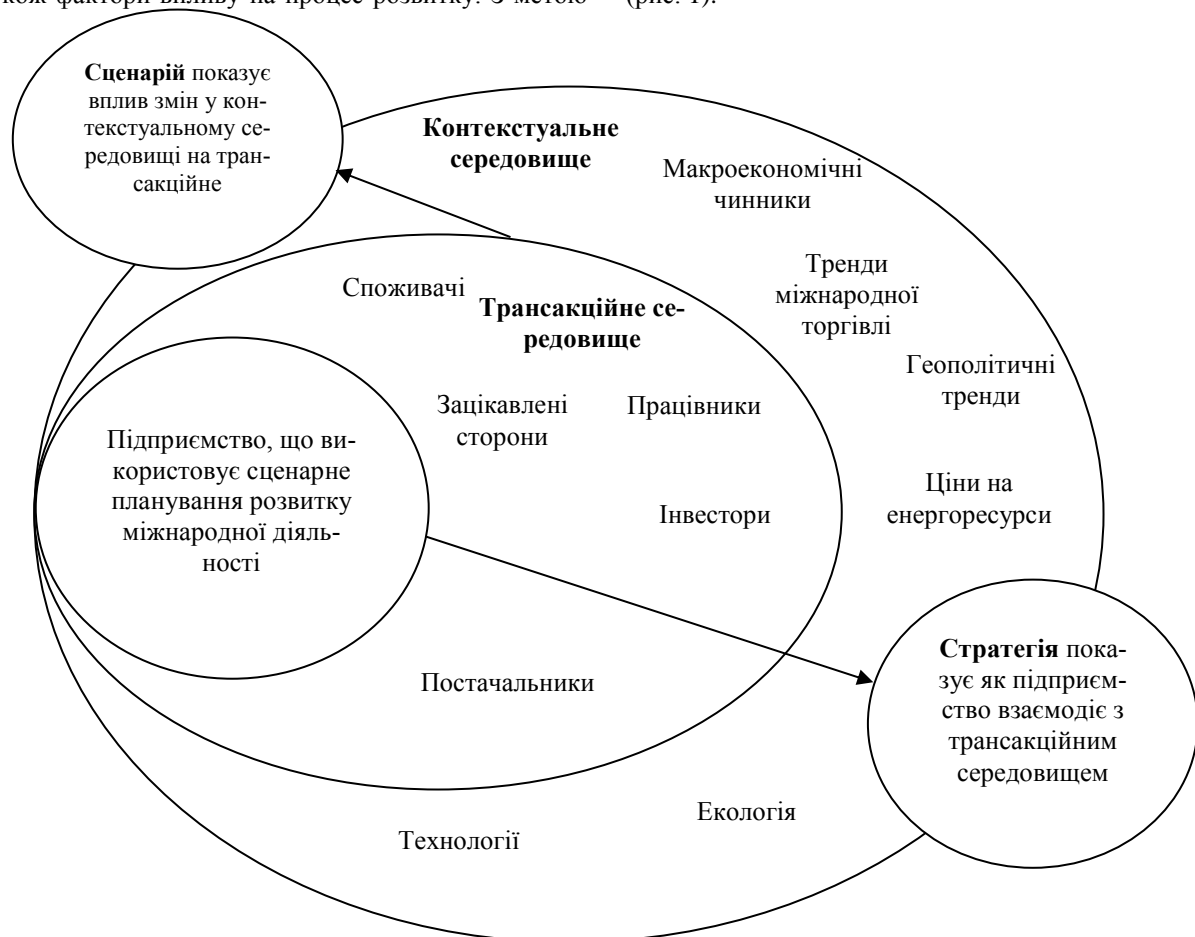 кож фактори впливу на процес розвитку. З метою (рис. 1).
Сценарій показує
вплив змін у кон-
текстуальному се-
редовищі на тран-
сакційне
Контекстуальне
середовище
Макроекономічні
чинники
Тренди
міжнародної
торгівлі
Геополітичні
тренди
Ціни на
енергоресурси
Споживачі
Трансакційне се-
редовище
Зацікавлені
сторони
Працівники
Інвестори
Підприємство, що ви-
користовує сценарне
планування розвитку
міжнародної діяль-
ності
Постачальники
Стратегія пока-
зує як підприєм-
ство взаємодіє з
трансакційним
середовищем
Екологія
Технології